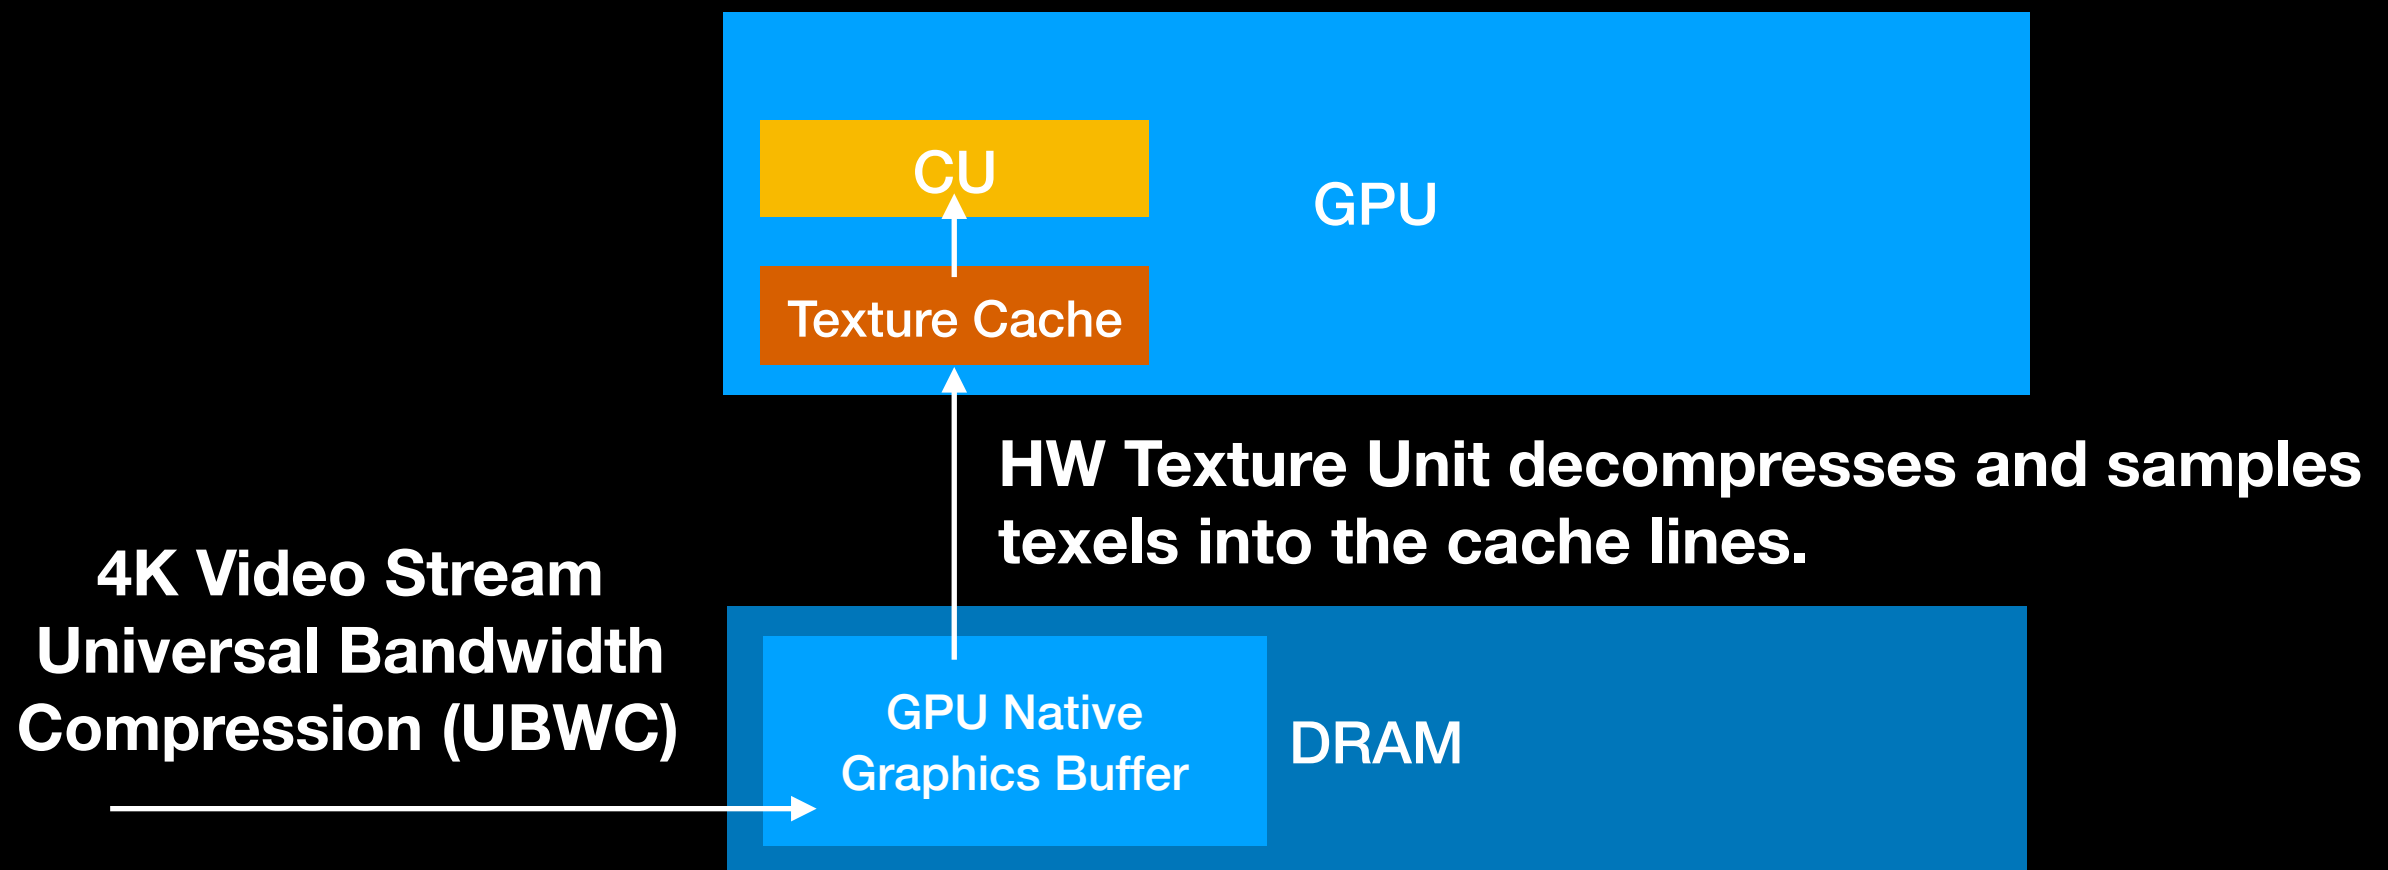 CU
GPU
Texture Cache
HW Texture Unit decompresses and samples
texels into the cache lines.
4K Video Stream
Universal Bandwidth
Compression (UBWC)
GPU Native
Graphics Buffer
DRAM